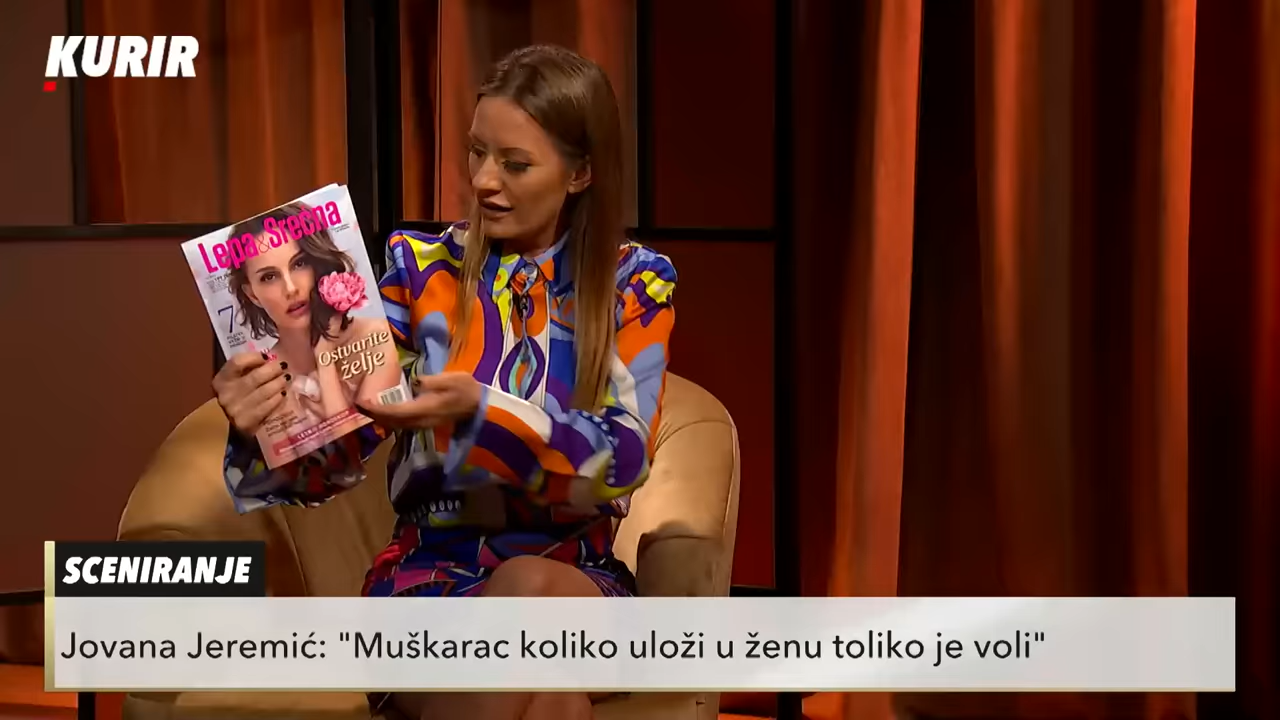 KURIR
Lepa&Srećna
7
Ostvarite
želje
SCENIRANJE
Jovana Jeremić: "Muškarac koliko uloži u ženu toliko je voli"